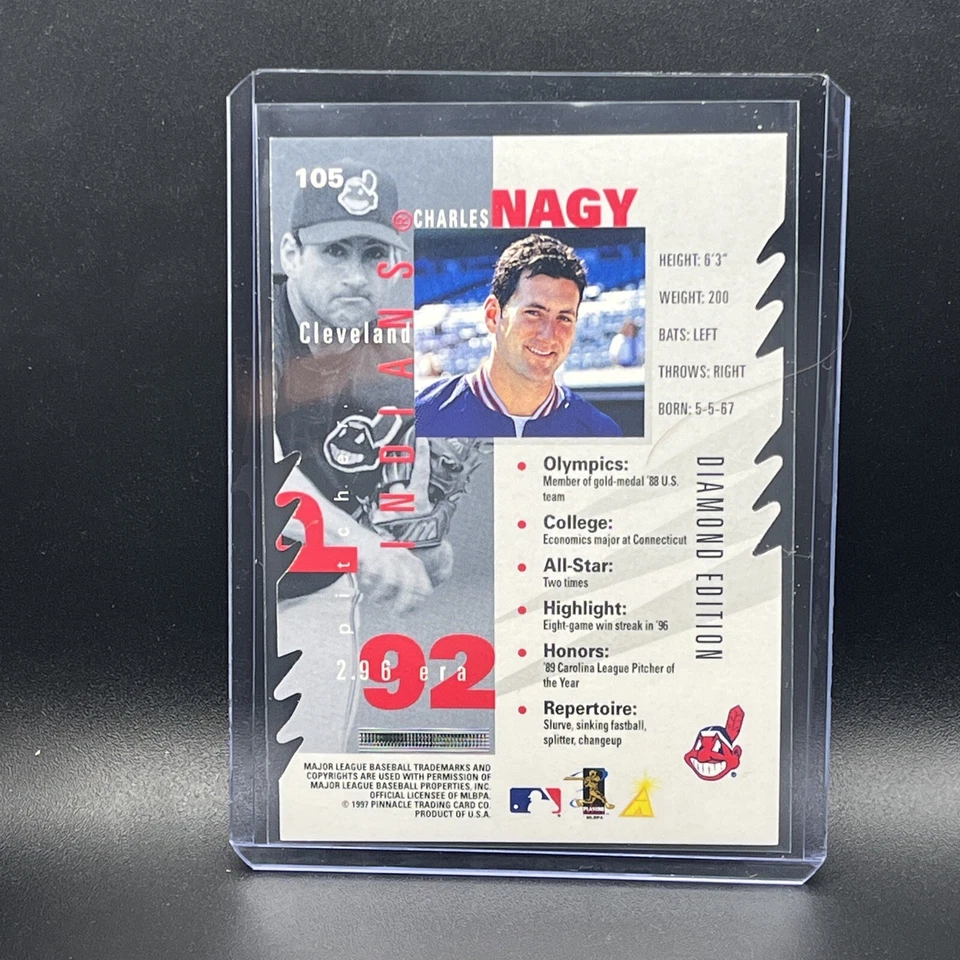 105
CHARLES NAGY
Cleveland
INDIANS®
pitcher
P
92
2.96 era
HEIGHT: 6'3"
WEIGHT: 200
BATS: LEFT
THROWS: RIGHT
BORN: 5-5-67
• Olympics:
Member of gold-medal '88 U.S.
team
• College:
Economics major at Connecticut
• All-Star:
Two times
• Highlight:
Eight-game win streak in '96
• Honors:
'89 Carolina League Pitcher of
the Year
• Repertoire:
Slurve, sinking fastball,
splitter, changeup
DIAMOND EDITION
MAJOR LEAGUE BASEBALL TRADEMARKS AND
COPYRIGHTS ARE USED WITH PERMISSION OF
MAJOR LEAGUE BASEBALL PROPERTIES, INC.
OFFICIAL LICENSEE OF MLBPA.
© 1997 PINNACLE TRADING CARD CO.
PRODUCT OF U.S.A.
PLAYERS
MLBPA